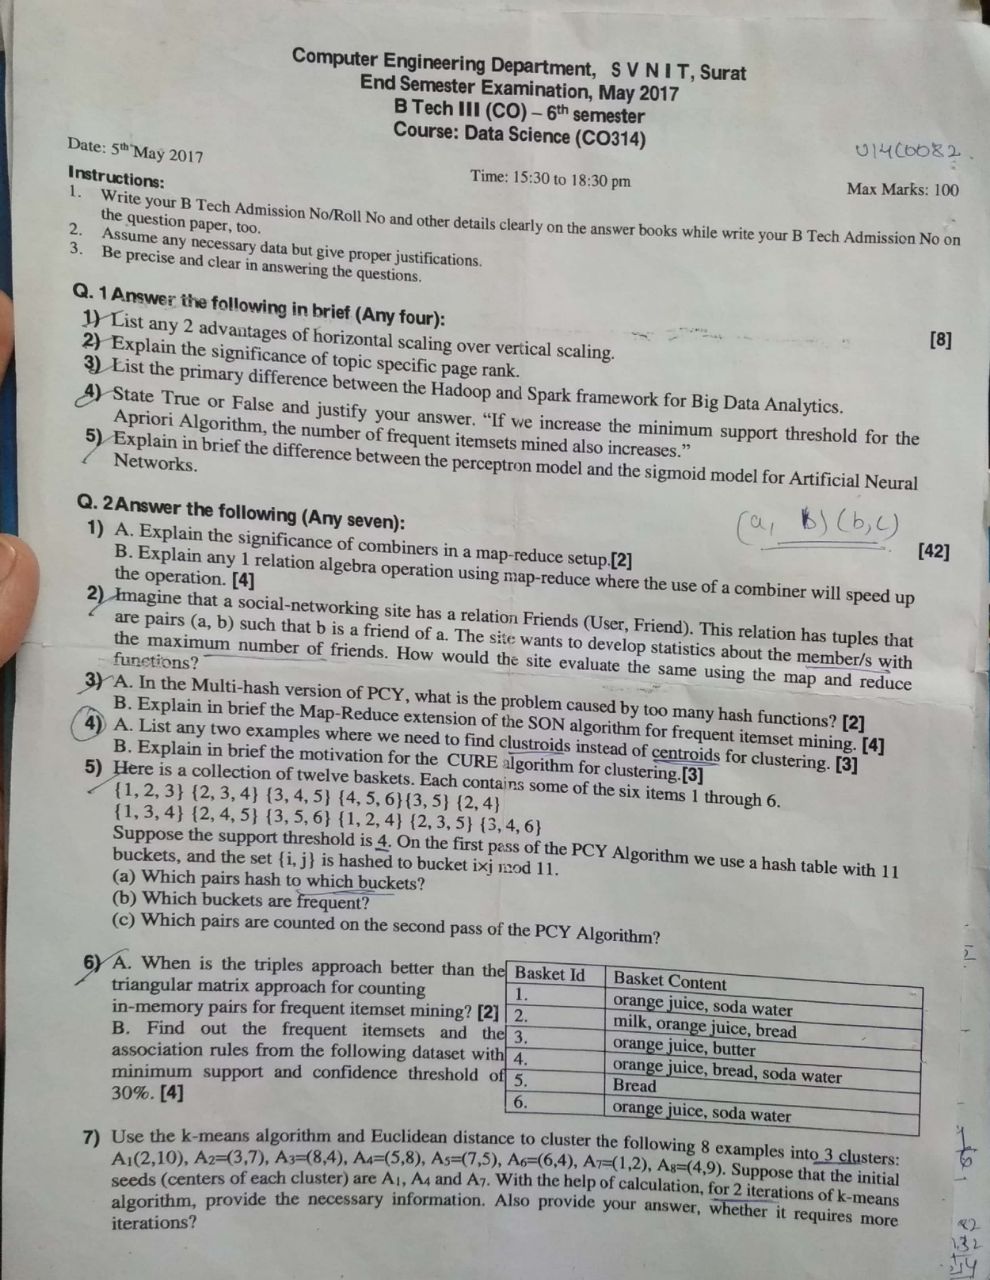 Computer Engineering Department, S V N I T, Surat
End Semester Examination, May 2017
B Tech III (CO) – 6th semester
Course: Data Science (CO314)
U14CO082.
Date: 5th May 2017
Time: 15:30 to 18:30 pm
Max Marks: 100
Instructions:
1. Write your B Tech Admission No/Roll No and other details clearly on the answer books while write your B Tech Admission No on
the question paper, too.
2. Assume any necessary data but give proper justifications.
3. Be precise and clear in answering the questions.
Q. 1 Answer the following in brief (Any four):
[8]
1) List any 2 advantages of horizontal scaling over vertical scaling.
2) Explain the significance of topic specific page rank.
3) List the primary difference between the Hadoop and Spark framework for Big Data Analytics.
4) State True or False and justify your answer. “If we increase the minimum support threshold for the
Apriori Algorithm, the number of frequent itemsets mined also increases.”
5) Explain in brief the difference between the perceptron model and the sigmoid model for Artificial Neural
Networks.
Q. 2Answer the following (Any seven):
(a, b) (b,c)
[42]
1) A. Explain the significance of combiners in a map-reduce setup.[2]
B. Explain any 1 relation algebra operation using map-reduce where the use of a combiner will speed up
the operation. [4]
2) Imagine that a social-networking site has a relation Friends (User, Friend). This relation has tuples that
are pairs (a, b) such that b is a friend of a. The site wants to develop statistics about the member/s with
the maximum number of friends. How would the site evaluate the same using the map and reduce
functions?
3) A. In the Multi-hash version of PCY, what is the problem caused by too many hash functions? [2]
B. Explain in brief the Map-Reduce extension of the SON algorithm for frequent itemset mining. [4]
4) A. List any two examples where we need to find clustroids instead of centroids for clustering. [3]
B. Explain in brief the motivation for the CURE algorithm for clustering.[3]
5) Here is a collection of twelve baskets. Each contains some of the six items 1 through 6.
{1, 2, 3} {2, 3, 4} {3, 4, 5} {4, 5, 6}{3, 5} {2, 4}
{1, 3, 4} {2, 4, 5} {3, 5, 6} {1, 2, 4} {2, 3, 5} {3, 4, 6}
Suppose the support threshold is 4. On the first pass of the PCY Algorithm we use a hash table with 11
buckets, and the set {i, j} is hashed to bucket i×j mod 11.
(a) Which pairs hash to which buckets?
(b) Which buckets are frequent?
(c) Which pairs are counted on the second pass of the PCY Algorithm?
6) A. When is the triples approach better than the
triangular matrix approach for counting
in-memory pairs for frequent itemset mining? [2]
B. Find out the frequent itemsets and the
association rules from the following dataset with
minimum support and confidence threshold of
30%. [4]
Basket Id Basket Content
1. orange juice, soda water
2. milk, orange juice, bread
3. orange juice, butter
4. orange juice, bread, soda water
5. Bread
6. orange juice, soda water
7) Use the k-means algorithm and Euclidean distance to cluster the following 8 examples into 3 clusters:
A1(2,10), A2=(3,7), A3=(8,4), A4=(5,8), A5=(7,5), A6=(6,4), A7=(1,2), A8=(4,9). Suppose that the initial
seeds (centers of each cluster) are A1, A4 and A7. With the help of calculation, for 2 iterations of k-means
algorithm, provide the necessary information. Also provide your answer, whether it requires more
iterations?